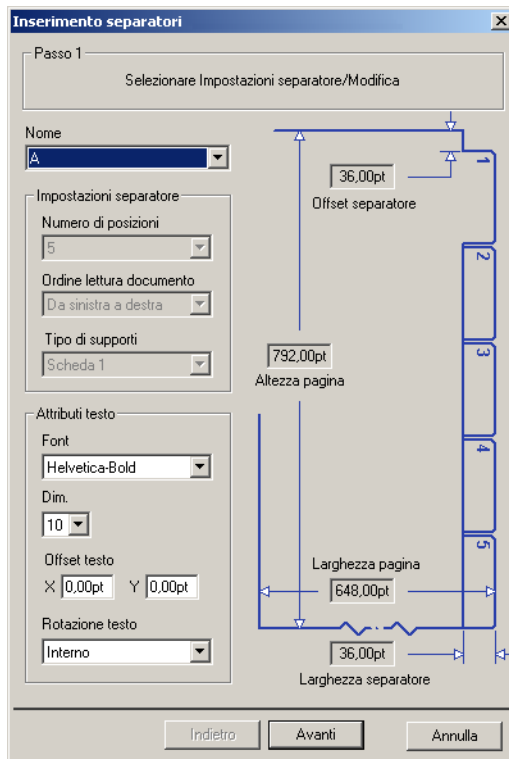 Inserimento separatori
Passo 1
Selezionare Impostazioni separatore/Modifica
Nome
A
Impostazioni separatore
Numero di posizioni
5
Ordine lettura documento
Da sinistra a destra
Tipo di supporti
Scheda 1
Attributi testo
Font
Helvetica-Bold
Dim.
10
Offset testo
X 0,00pt Y 0,00pt
Rotazione testo
Interno
36,00pt
Offset separatore
792,00pt
Altezza pagina
1
2
3
4
5
Larghezza pagina
648,00pt
36,00pt
Larghezza separatore
Indietro
Avanti
Annulla